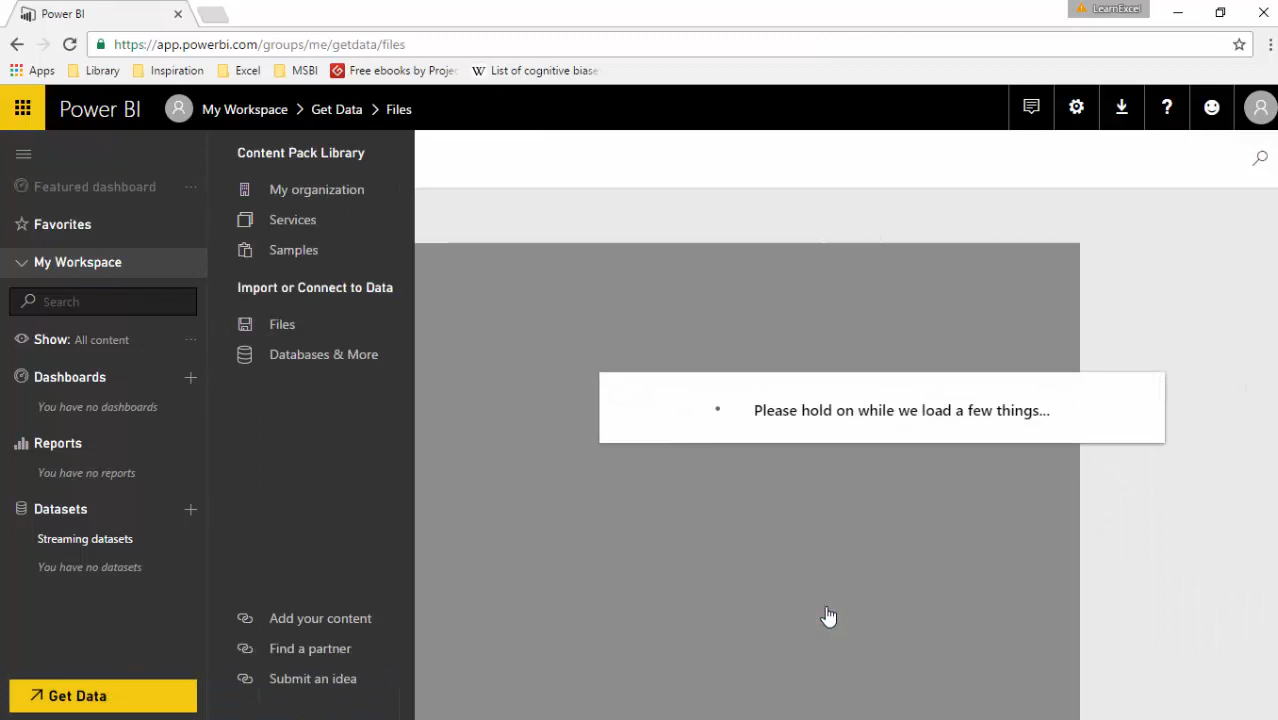 Power BI
LearnExcel
https://app.powerbi.com/groups/me/getdata/files
Apps
Library
Inspiration
Excel
MSBI
Free ebooks by Proje
List of cognitive biase
Power BI
My Workspace > Get Data > Files
Featured dashboard
Favorites
My Workspace
Search
Show: All content
Dashboards
You have no dashboards
Reports
You have no reports
Datasets
Streaming datasets
You have no datasets
Get Data
Content Pack Library
My organization
Services
Samples
Import or Connect to Data
Files
Databases & More
Add your content
Find a partner
Submit an idea
Please hold on while we load a few things...